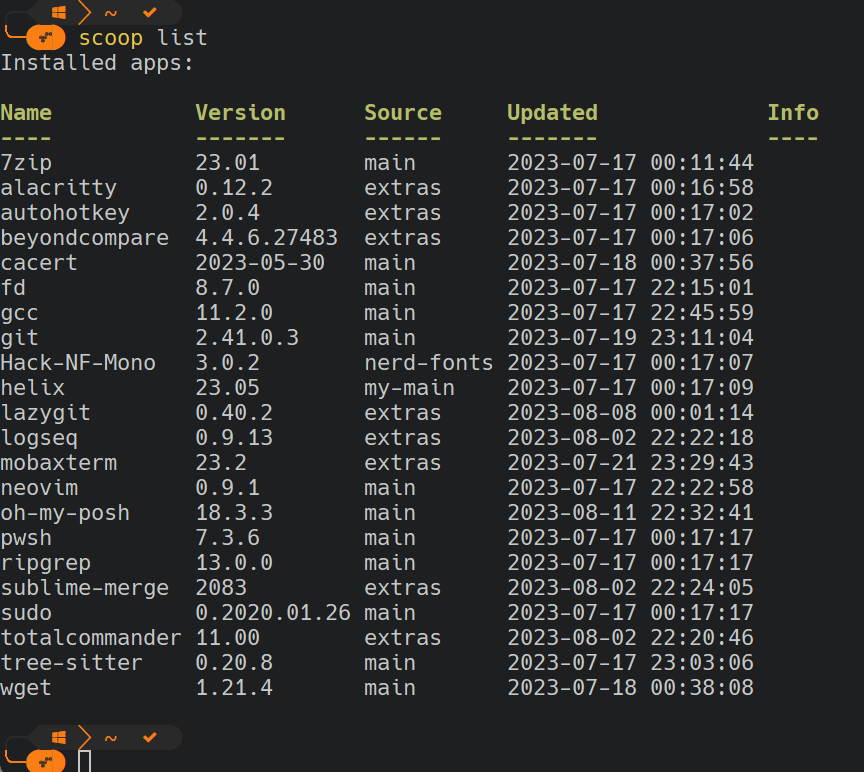 ~
scoop list
Installed apps:
Name Version Source Updated Info
---- ------- ------ ------- ----
7zip 23.01 main 2023-07-17 00:11:44
alacritty 0.12.2 extras 2023-07-17 00:16:58
autohotkey 2.0.4 extras 2023-07-17 00:17:02
beyondcompare 4.4.6.27483 extras 2023-07-17 00:17:06
cacert 2023-05-30 main 2023-07-18 00:37:56
fd 8.7.0 main 2023-07-17 22:15:01
gcc 11.2.0 main 2023-07-17 22:45:59
git 2.41.0.3 main 2023-07-19 23:11:04
Hack-NF-Mono 3.0.2 nerd-fonts 2023-07-17 00:17:07
helix 23.05 my-main 2023-07-17 00:17:09
lazygit 0.40.2 extras 2023-08-08 00:01:14
logseq 0.9.13 extras 2023-08-02 22:22:18
mobaxterm 23.2 extras 2023-07-21 23:29:43
neovim 0.9.1 main 2023-07-17 22:22:58
oh-my-posh 18.3.3 main 2023-08-11 22:32:41
pwsh 7.3.6 main 2023-07-17 00:17:17
ripgrep 13.0.0 main 2023-07-17 00:17:17
sublime-merge 2083 extras 2023-08-02 22:24:05
sudo 0.2020.01.26 main 2023-07-17 00:17:17
totalcommander 11.00 extras 2023-08-02 22:20:46
tree-sitter 0.20.8 main 2023-07-17 23:03:06
wget 1.21.4 main 2023-07-18 00:38:08
~